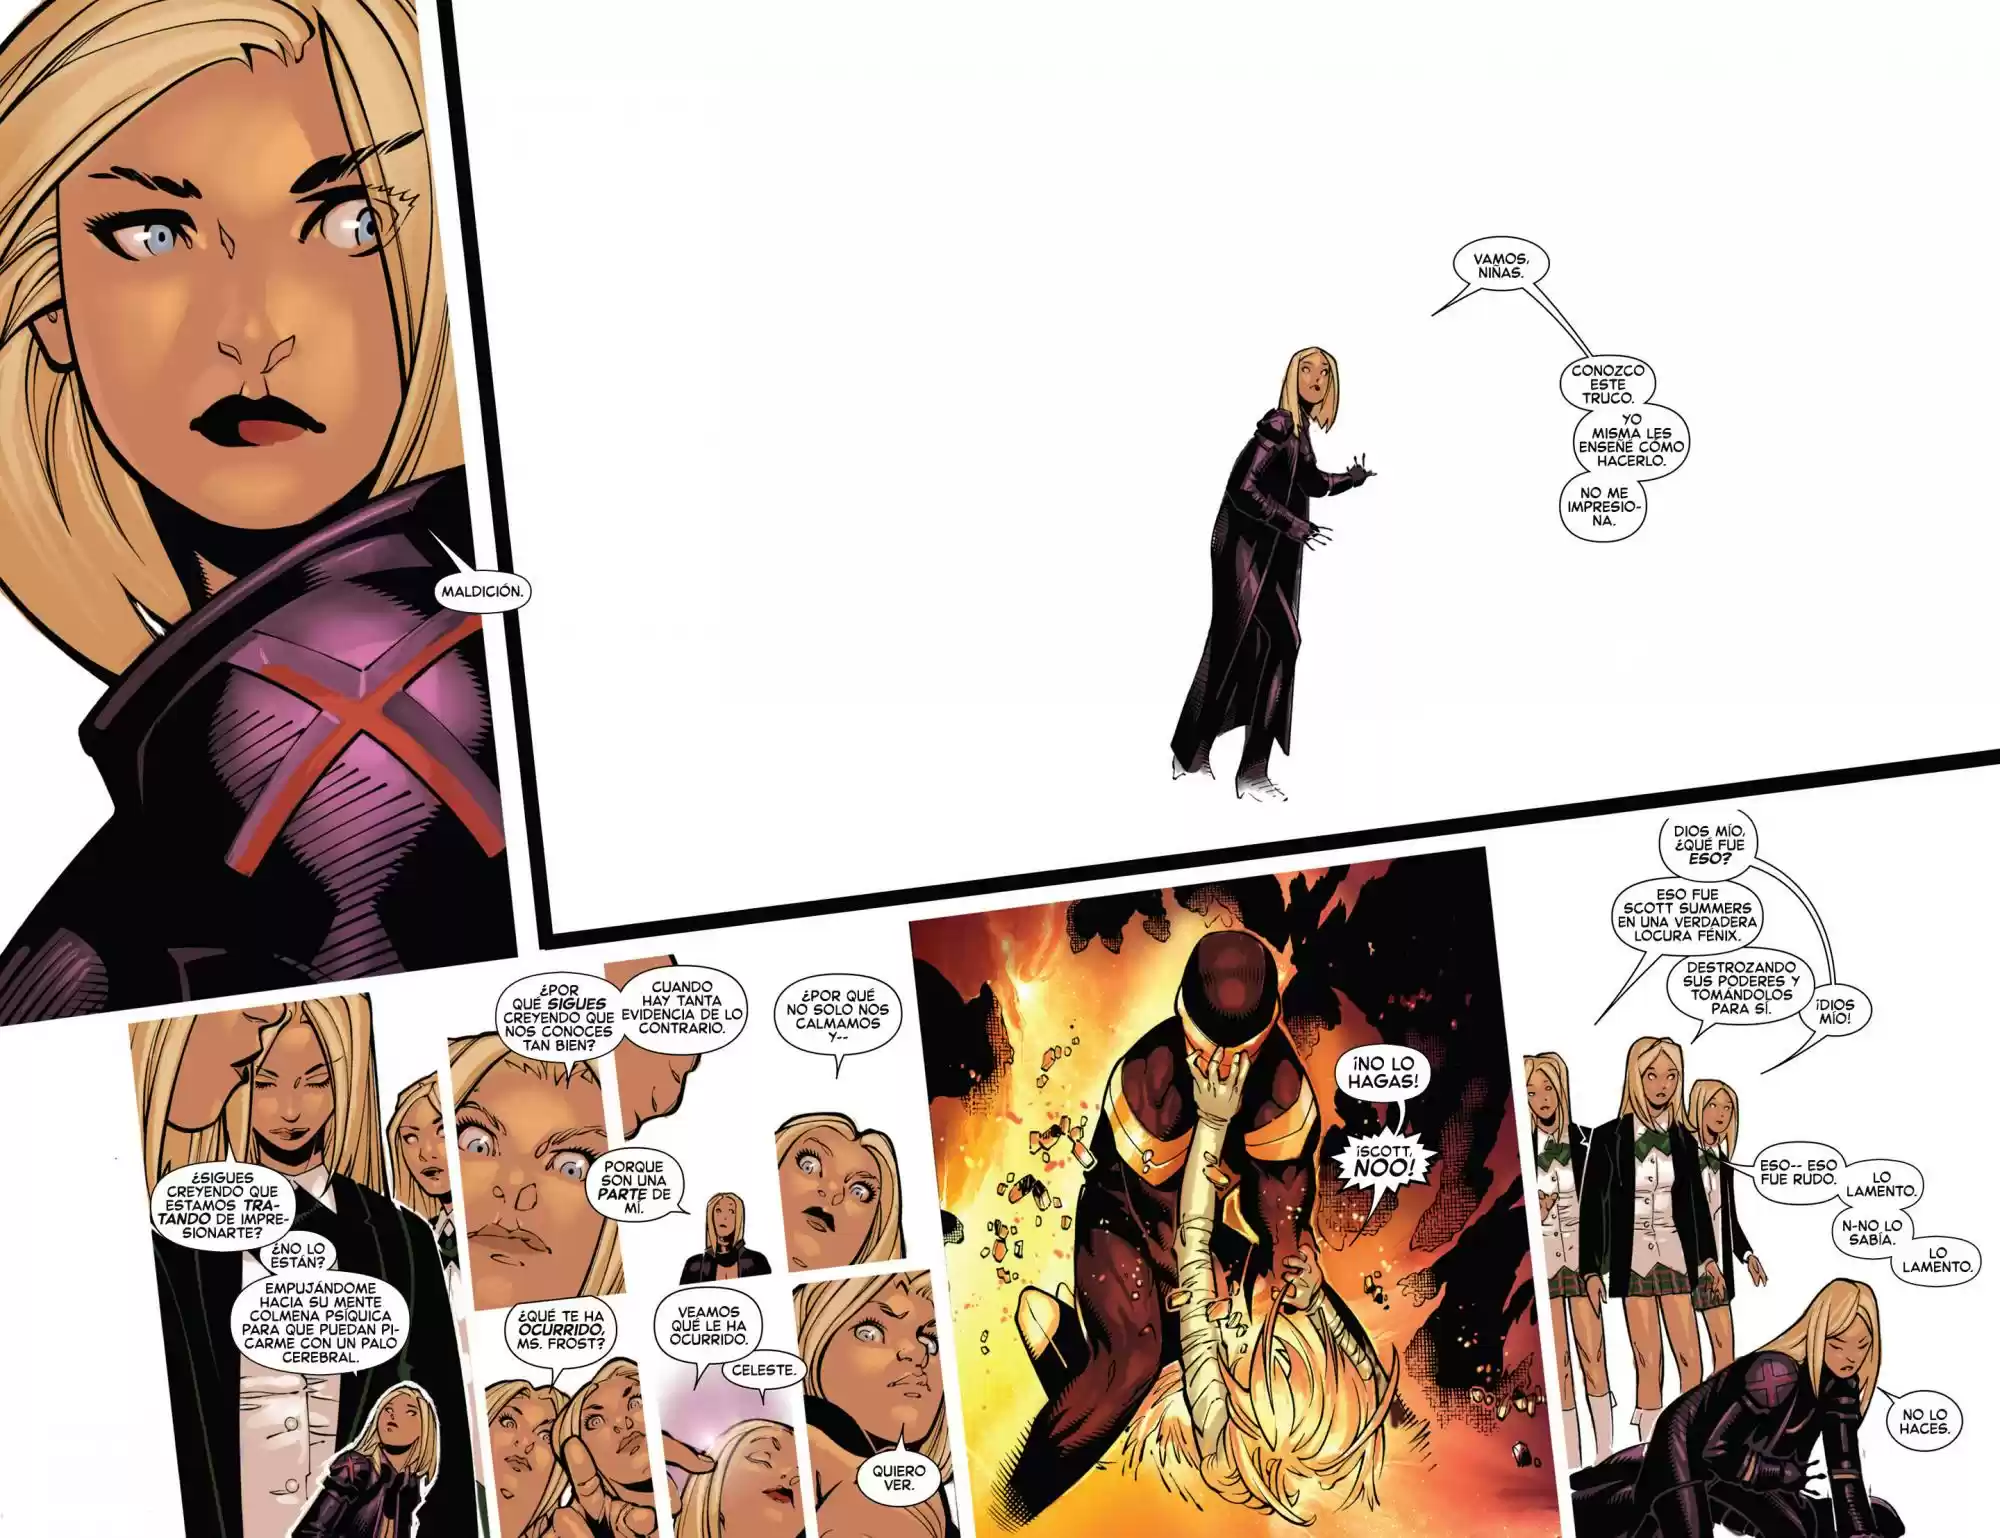 MALDICIÓN.
VAMOS,
NIÑAS.
CONOZCO
ESTE
TRUCO.
YO
MISMA LES
ENSEÑÉ CÓMO
HACERLO.
NO ME
IMPRESIO-
NA.
¿SIGUES
CREYENDO QUE
ESTAMOS TRA-
TANDO DE IMPRE-
SIONARTE?
¿NO LO
ESTÁN?
EMPUJÁNDOME
HACIA SU MENTE
COLMENA PSÍQUICA
PARA QUE PUEDAN PI-
CARME CON UN PALO
CEREBRAL.
¿POR
QUÉ SIGUES
CREYENDO QUE
NOS CONOCES
TAN BIEN?
CUANDO
HAY TANTA
EVIDENCIA DE LO
CONTRARIO.
PORQUE
SON UNA
PARTE DE
MÍ.
¿POR QUÉ
NO SOLO NOS
CALMAMOS
Y--
¿QUÉ TE HA
OCURRIDO,
MS. FROST?
VEAMOS
QUÉ LE HA
OCURRIDO.
CELESTE.
QUIERO
VER.
¡NO LO
HAGAS!
¡SCOTT,
NOO!
DIOS MÍO,
¿QUÉ FUE
ESO?
ESO FUE
SCOTT SUMMERS
EN UNA VERDADERA
LOCURA FÉNIX.
DESTROZANDO
SUS PODERES Y
TOMÁNDOLOS
PARA SÍ.
¡DIOS
MÍO!
ESO-- ESO
FUE RUDO.
LO
LAMENTO.
N-NO LO
SABÍA.
LO
LAMENTO.
NO LO
HACES.